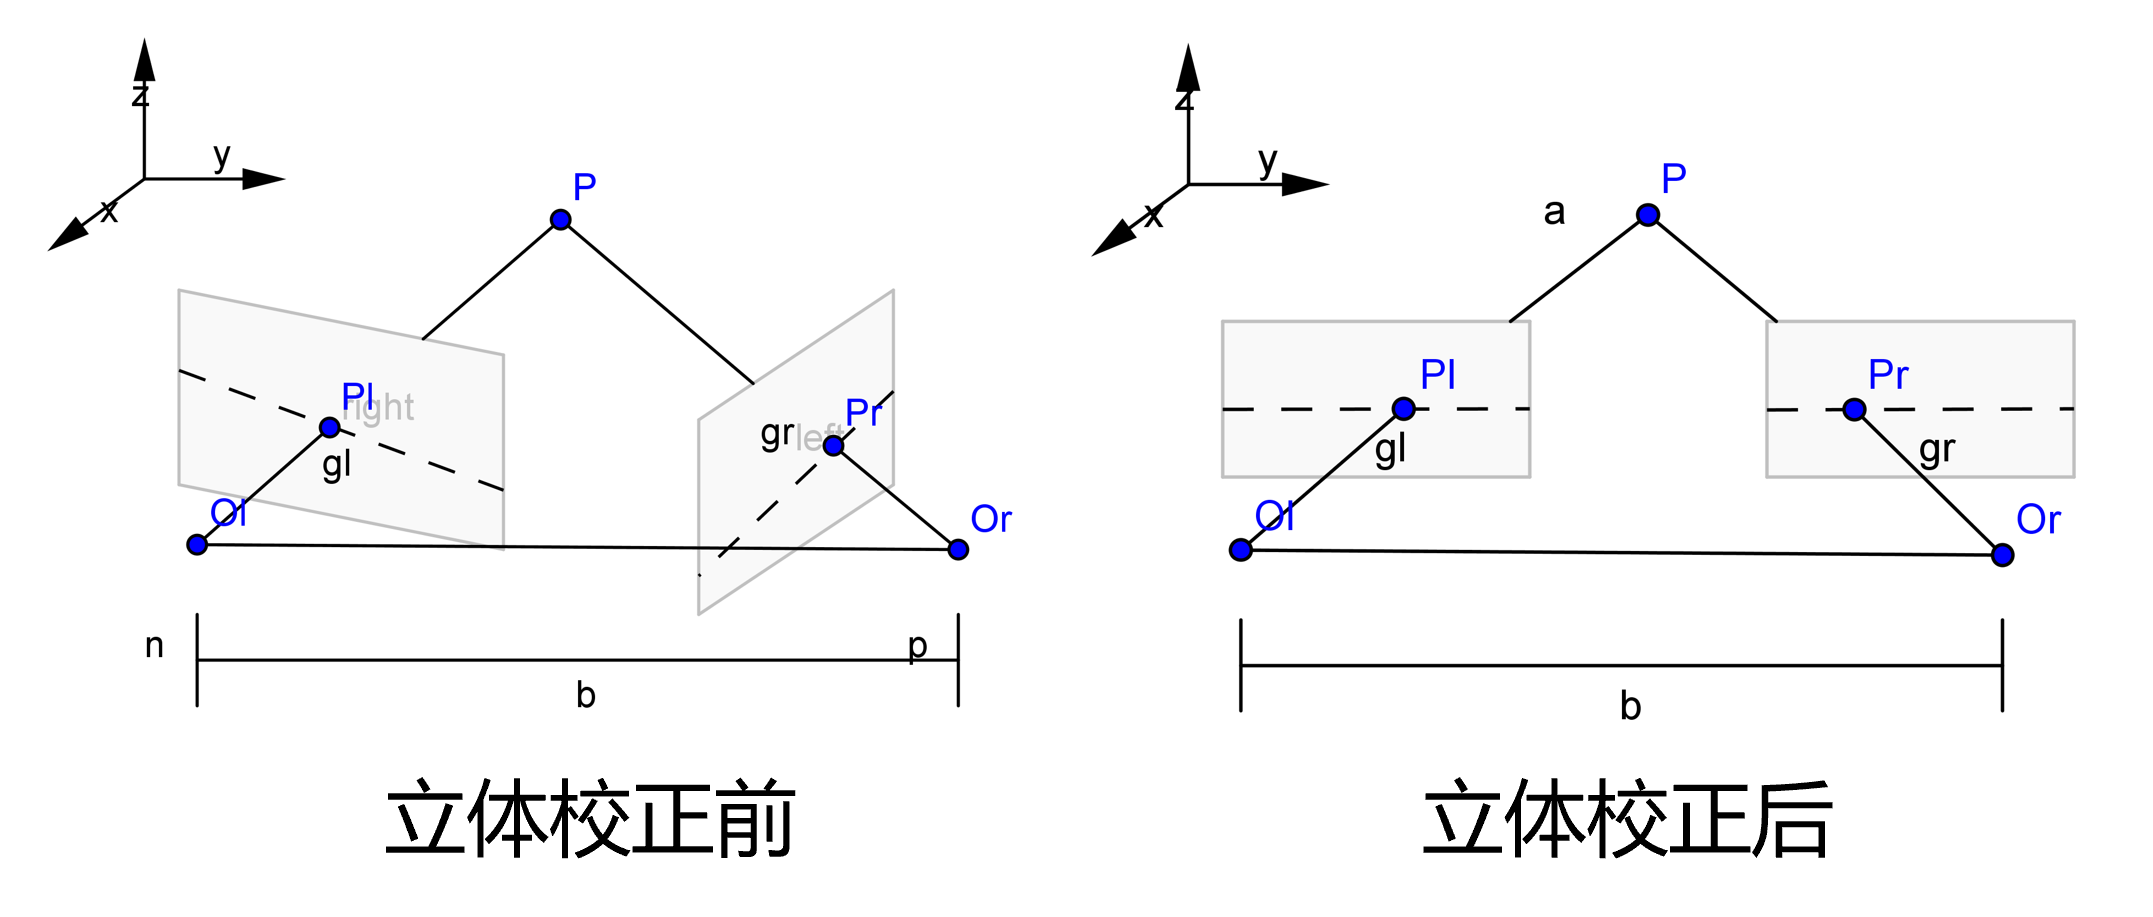 z
y
x
P
Pl
right
gl
Ol
gr
left
Pr
Or
n
p
b
立体校正前
z
y
x
a
P
Pl
gl
Ol
Pr
gr
Or
b
立体校正后